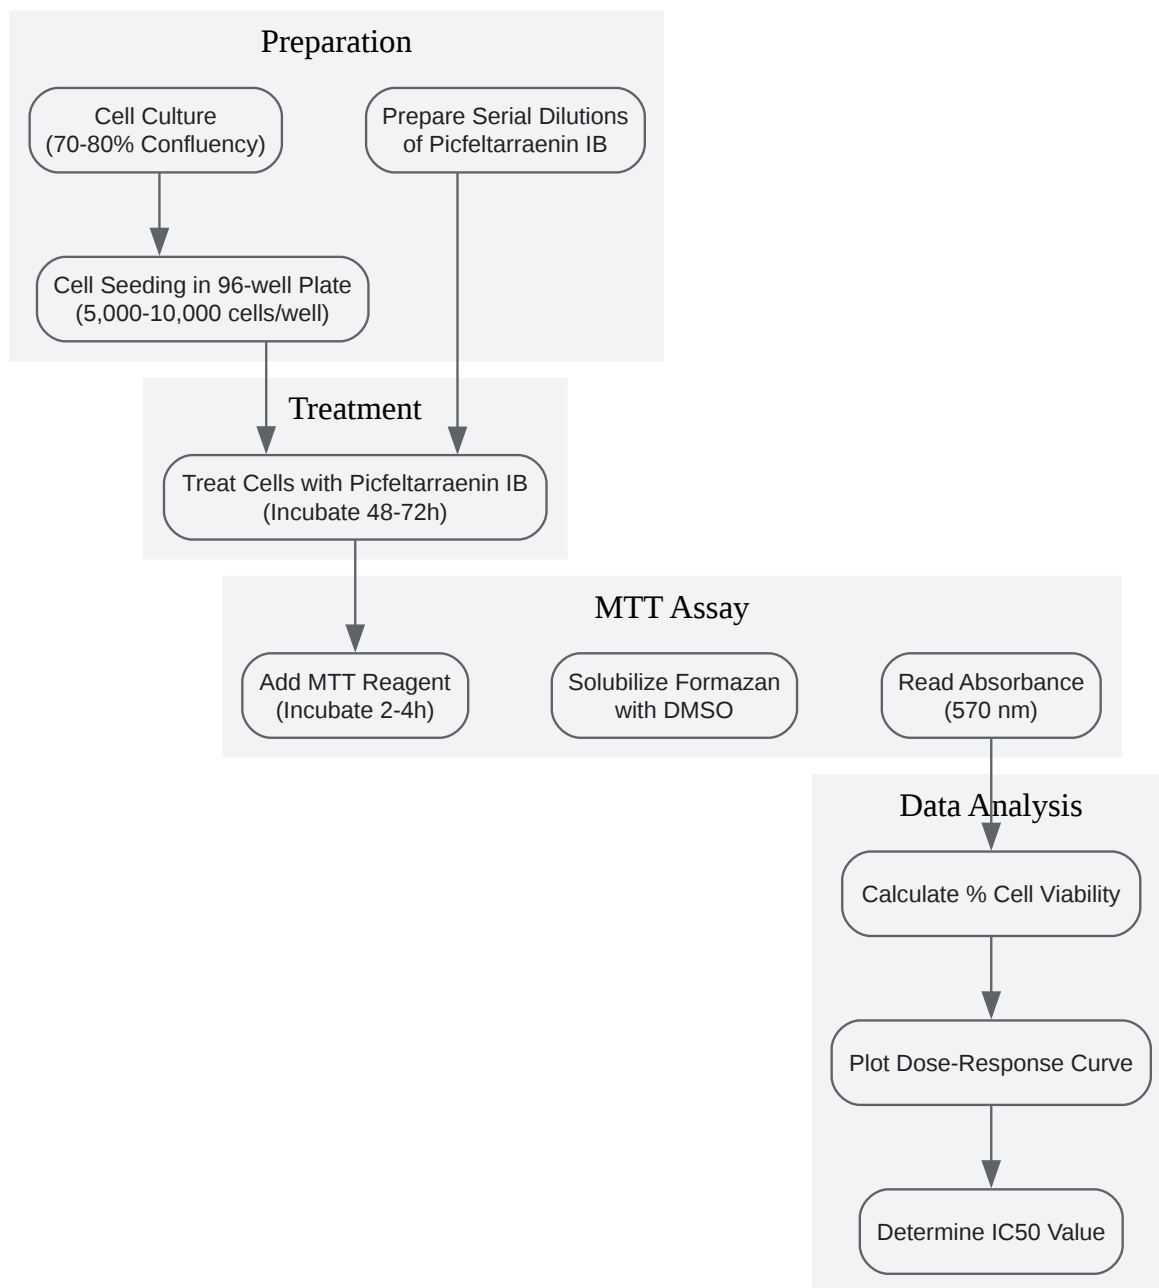 Preparation
Cell Culture
(70-80% Confluency)
Prepare Serial Dilutions
of Picfeltarraenin IB
Cell Seeding in 96-well Plate
(5,000-10,000 cells/well)
Treatment
Treat Cells with Picfeltarraenin IB
(Incubate 48-72h)
MTT Assay
Add MTT Reagent
(Incubate 2-4h)
Solubilize Formazan
with DMSO
Read Absorbance
(570 nm)
Data Analysis
Calculate % Cell Viability
Plot Dose-Response Curve
Determine IC50 Value